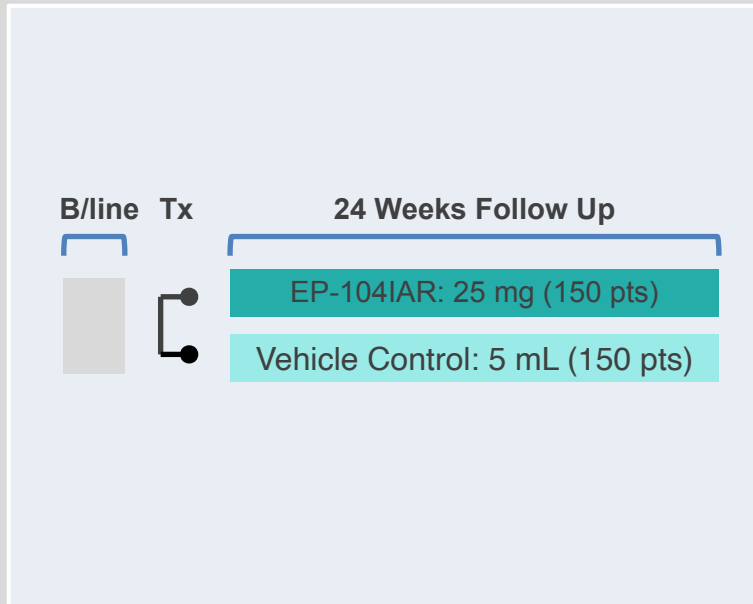 B/line Tx 24 Weeks Follow Up
EP-104IAR: 25 mg (150 pts)
Vehicle Control: 5 mL (150 pts)